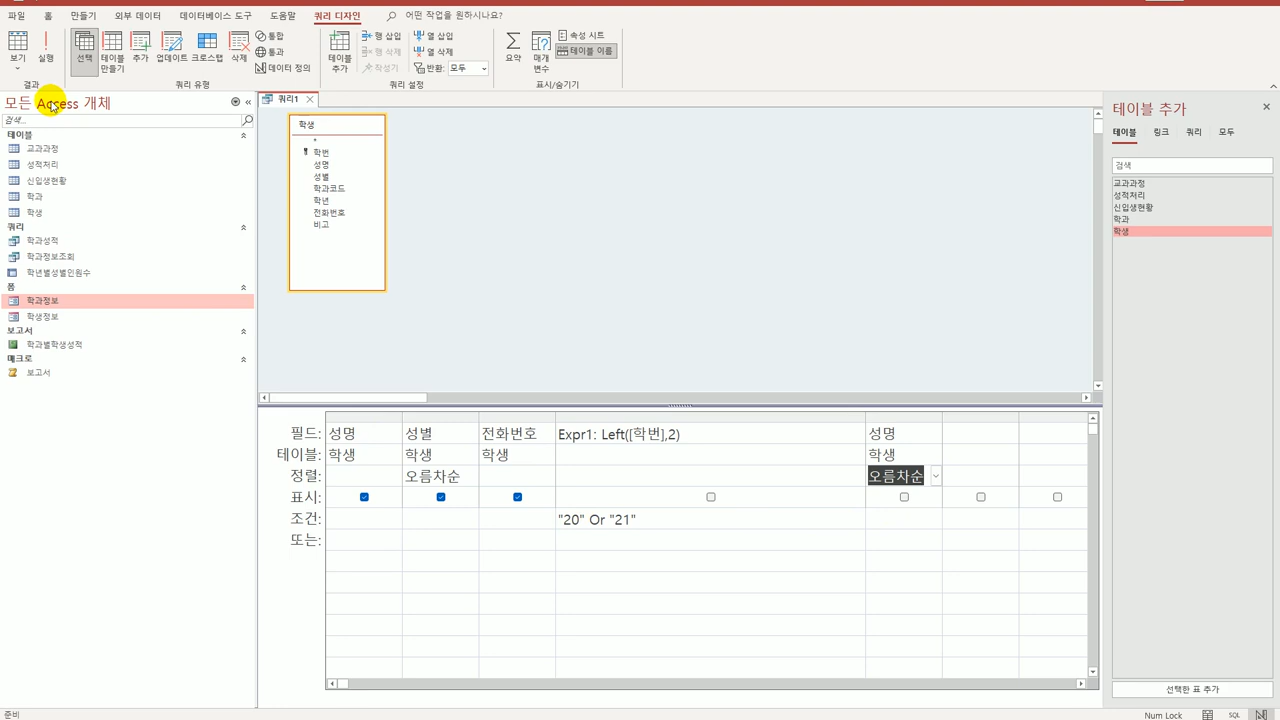 파일 홈 만들기 외부 데이터 데이터베이스 도구 도움말 쿼리 디자인 어떤 작업을 원하시나요?
보기 실행 선택 테이블 만들기 추가 업데이트 크로스탭 삭제 통합 통과 데이터 정의 테이블 추가 행 삽입 행 삭제 작성기 열 삽입 열 삭제 반환: 모두 요약 매개 변수 속성 시트 테이블 이름
결과 쿼리 유형 쿼리 설정 표시/숨기기
모든 Access 개체
검색...
테이블
교과과정
성적처리
신입생현황
학과
학생
쿼리
학과성적
학과정보조회
학년별성별인원수
폼
학과정보
학생정보
보고서
학과별학생성적
매크로
보고서
쿼리1
학생
*
학번
성명
성별
학과코드
학년
전화번호
비고
필드: 성명 성별 전화번호 Expr1: Left([학번],2) 성명
테이블: 학생 학생 학생 학생
정렬: 오름차순 오름차순
표시:
조건: "20" Or "21"
또는:
테이블 추가
테이블 링크 쿼리 모두
검색
교과과정
성적처리
신입생현황
학과
학생
선택한 표 추가
준비 Num Lock SQL